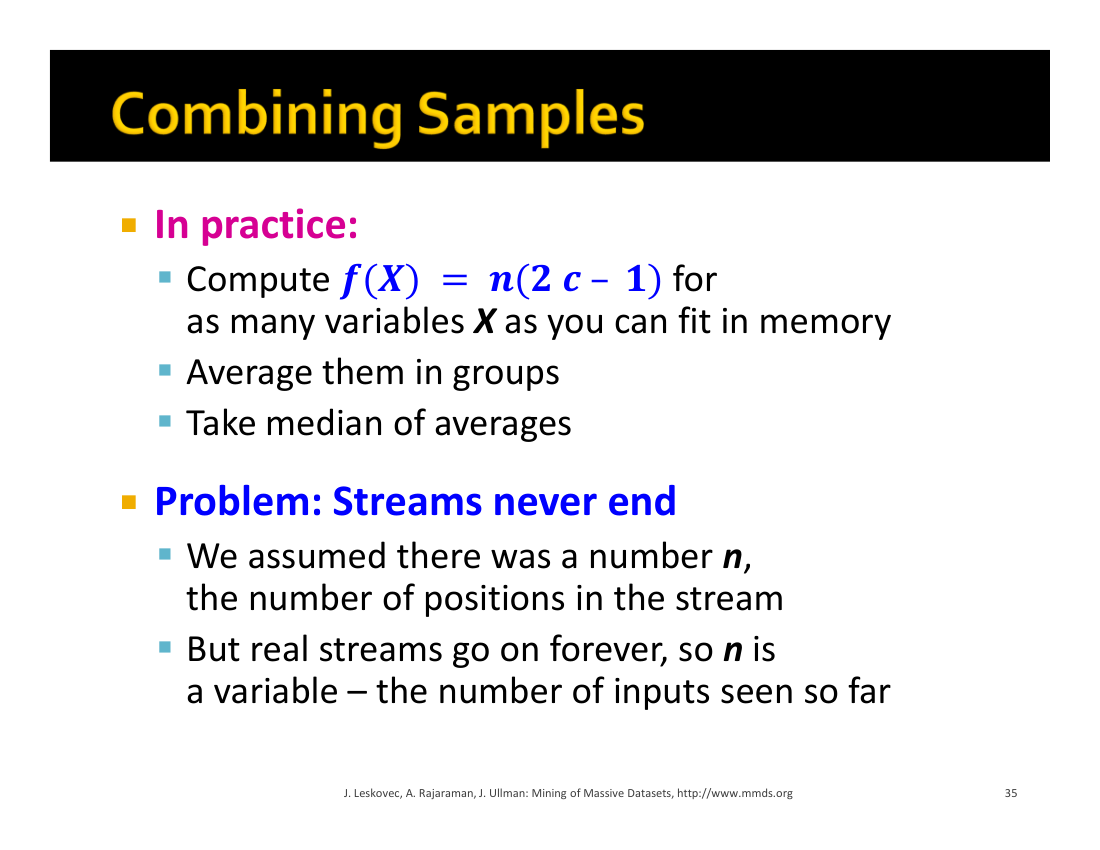 Combining Samples
In practice:
Compute f(X) = n(2 c – 1) for
as many variables X as you can fit in memory
Average them in groups
Take median of averages
Problem: Streams never end
We assumed there was a number n,
the number of positions in the stream
But real streams go on forever, so n is
a variable – the number of inputs seen so far
J. Leskovec, A. Rajaraman, J. Ullman: Mining of Massive Datasets, http://www.mmds.org
35